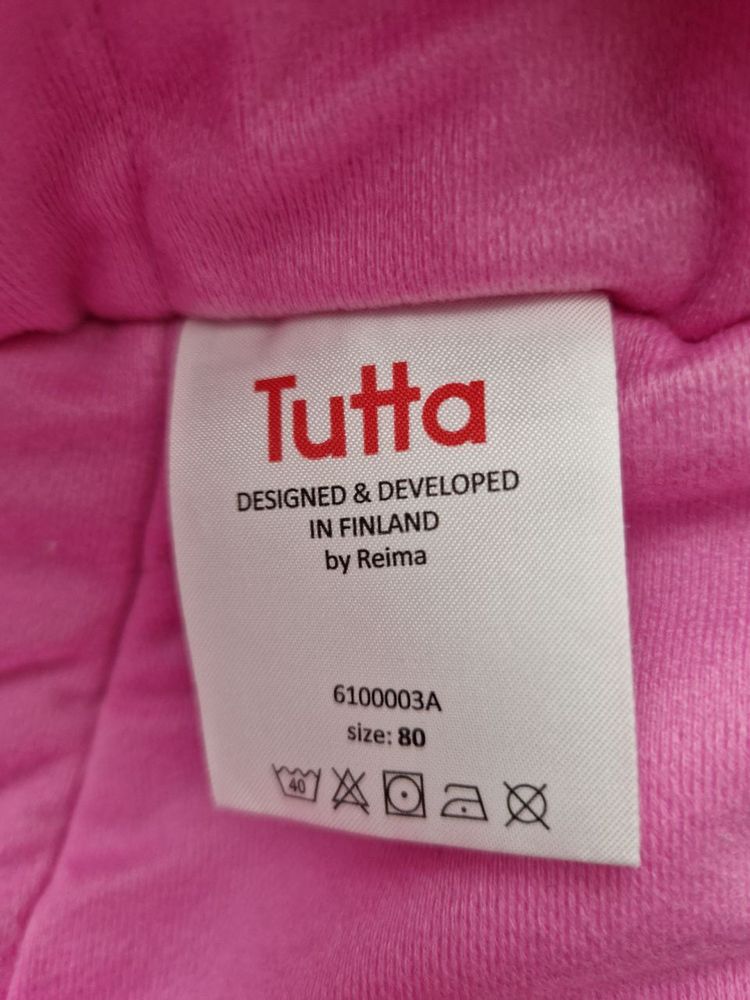 Tutta
DESIGNED & DEVELOPED
IN FINLAND
by Reima
6100003A
size: 80
40